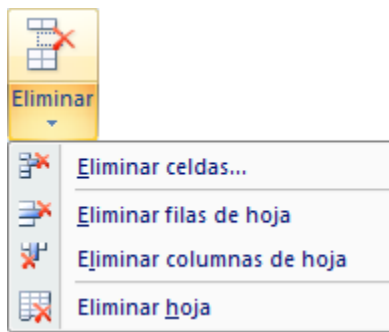 Eliminar
Eliminar celdas...
Eliminar filas de hoja
Eliminar columnas de hoja
Eliminar hoja